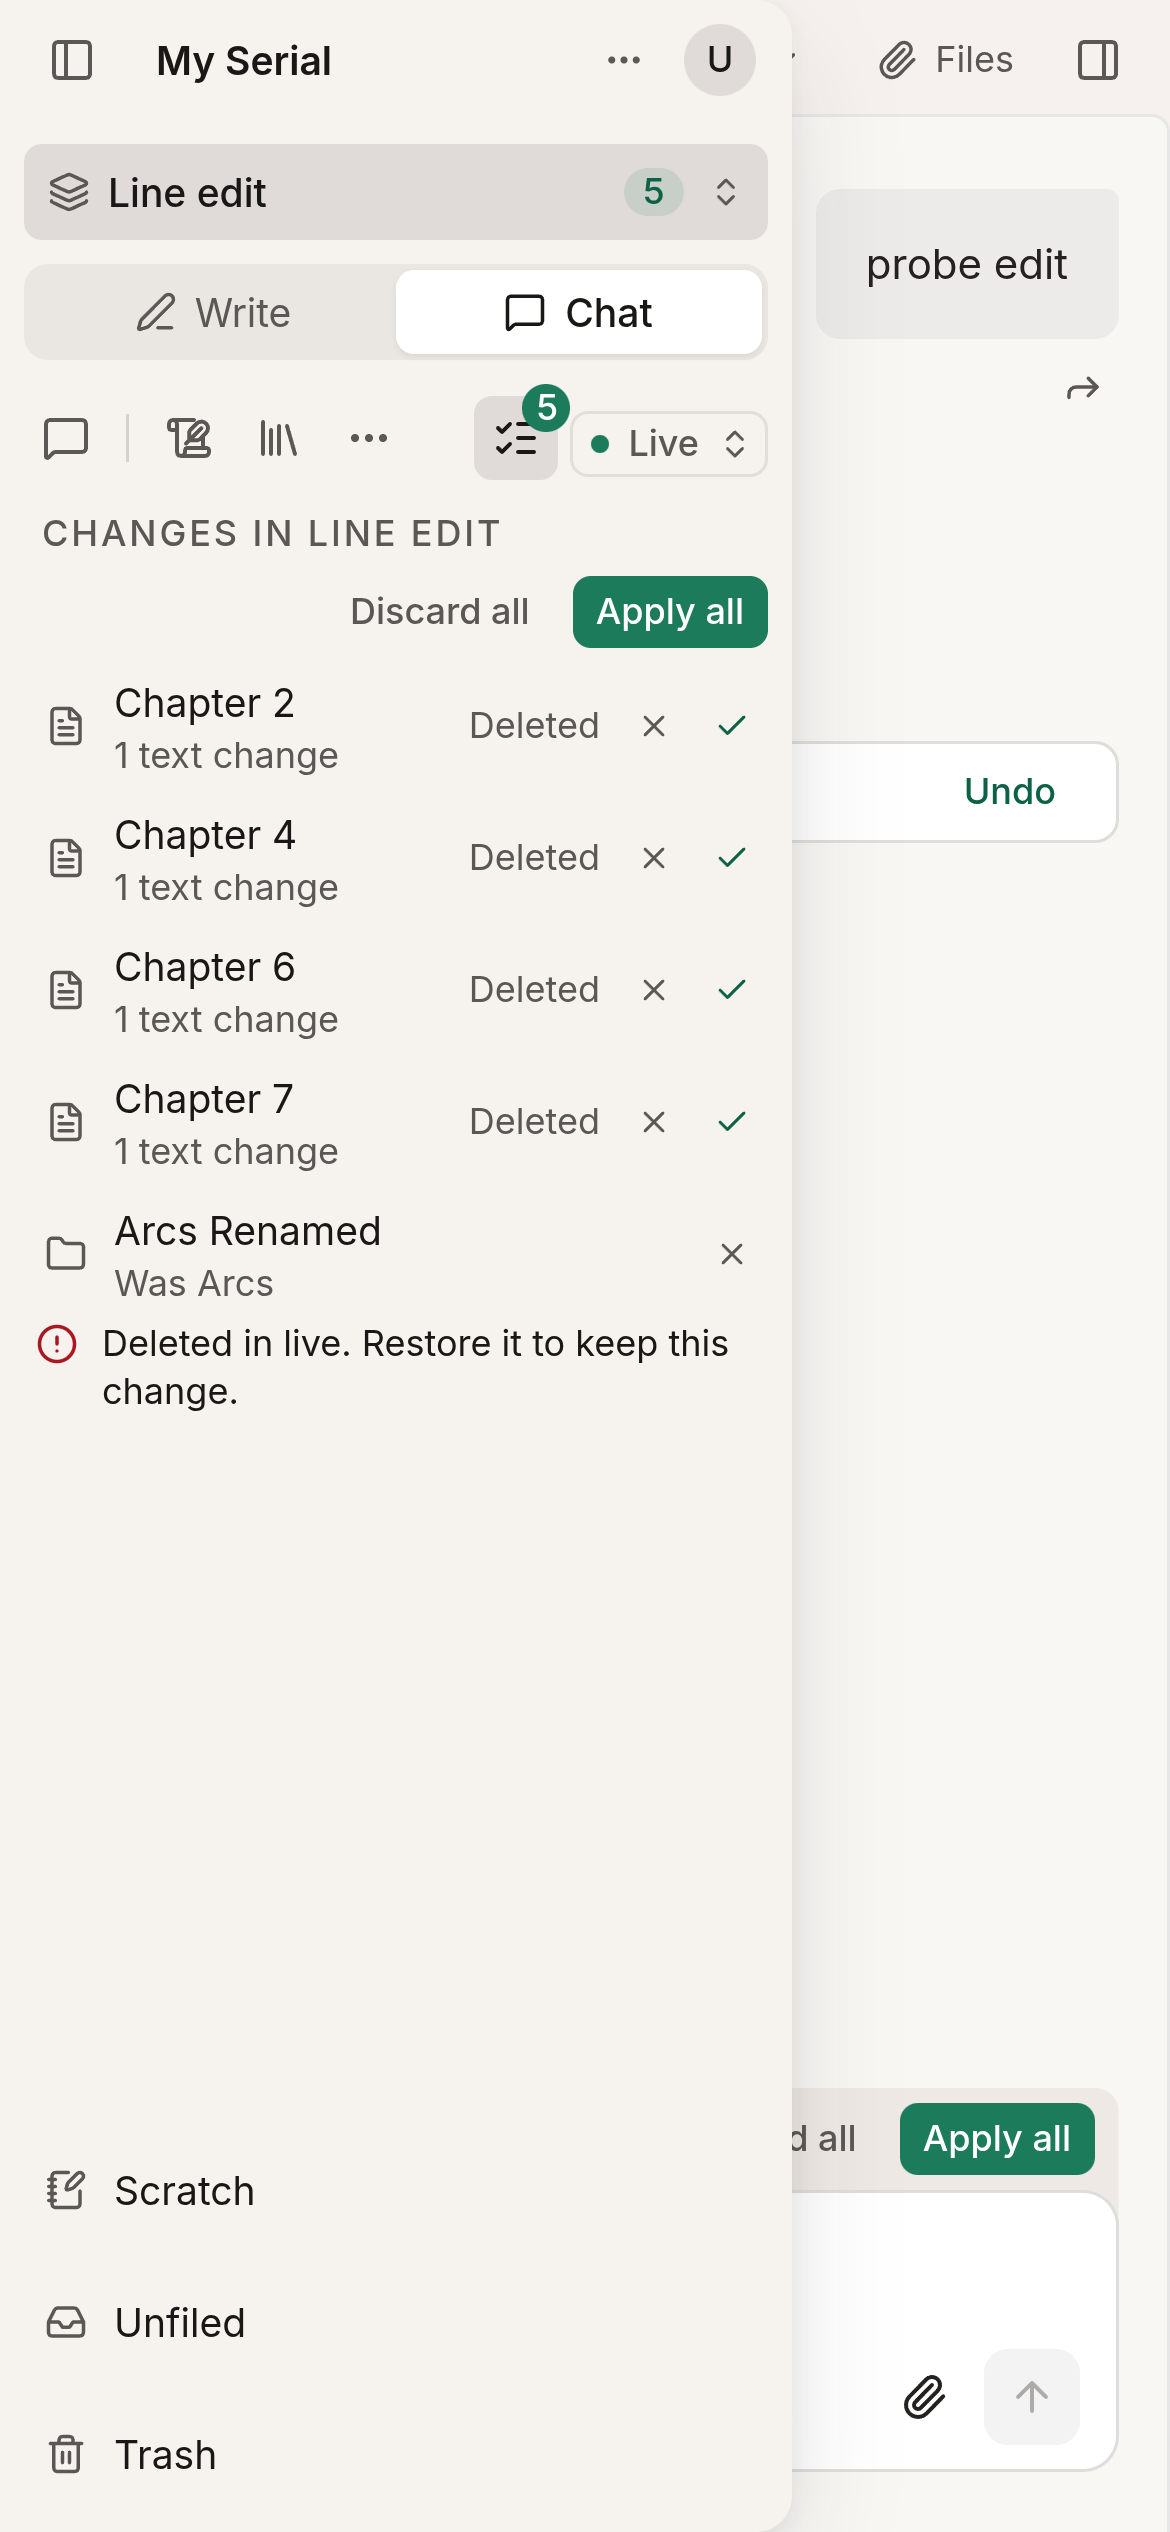 My Serial
U
Files
Line edit
5
probe edit
Write
Chat
5
Live
CHANGES IN LINE EDIT
Discard all
Apply all
Chapter 2
1 text change
Deleted
Undo
Chapter 4
1 text change
Deleted
Chapter 6
1 text change
Deleted
Chapter 7
1 text change
Deleted
Arcs Renamed
Was Arcs
Deleted in live. Restore it to keep this
change.
d all
Apply all
Scratch
Unfiled
Trash